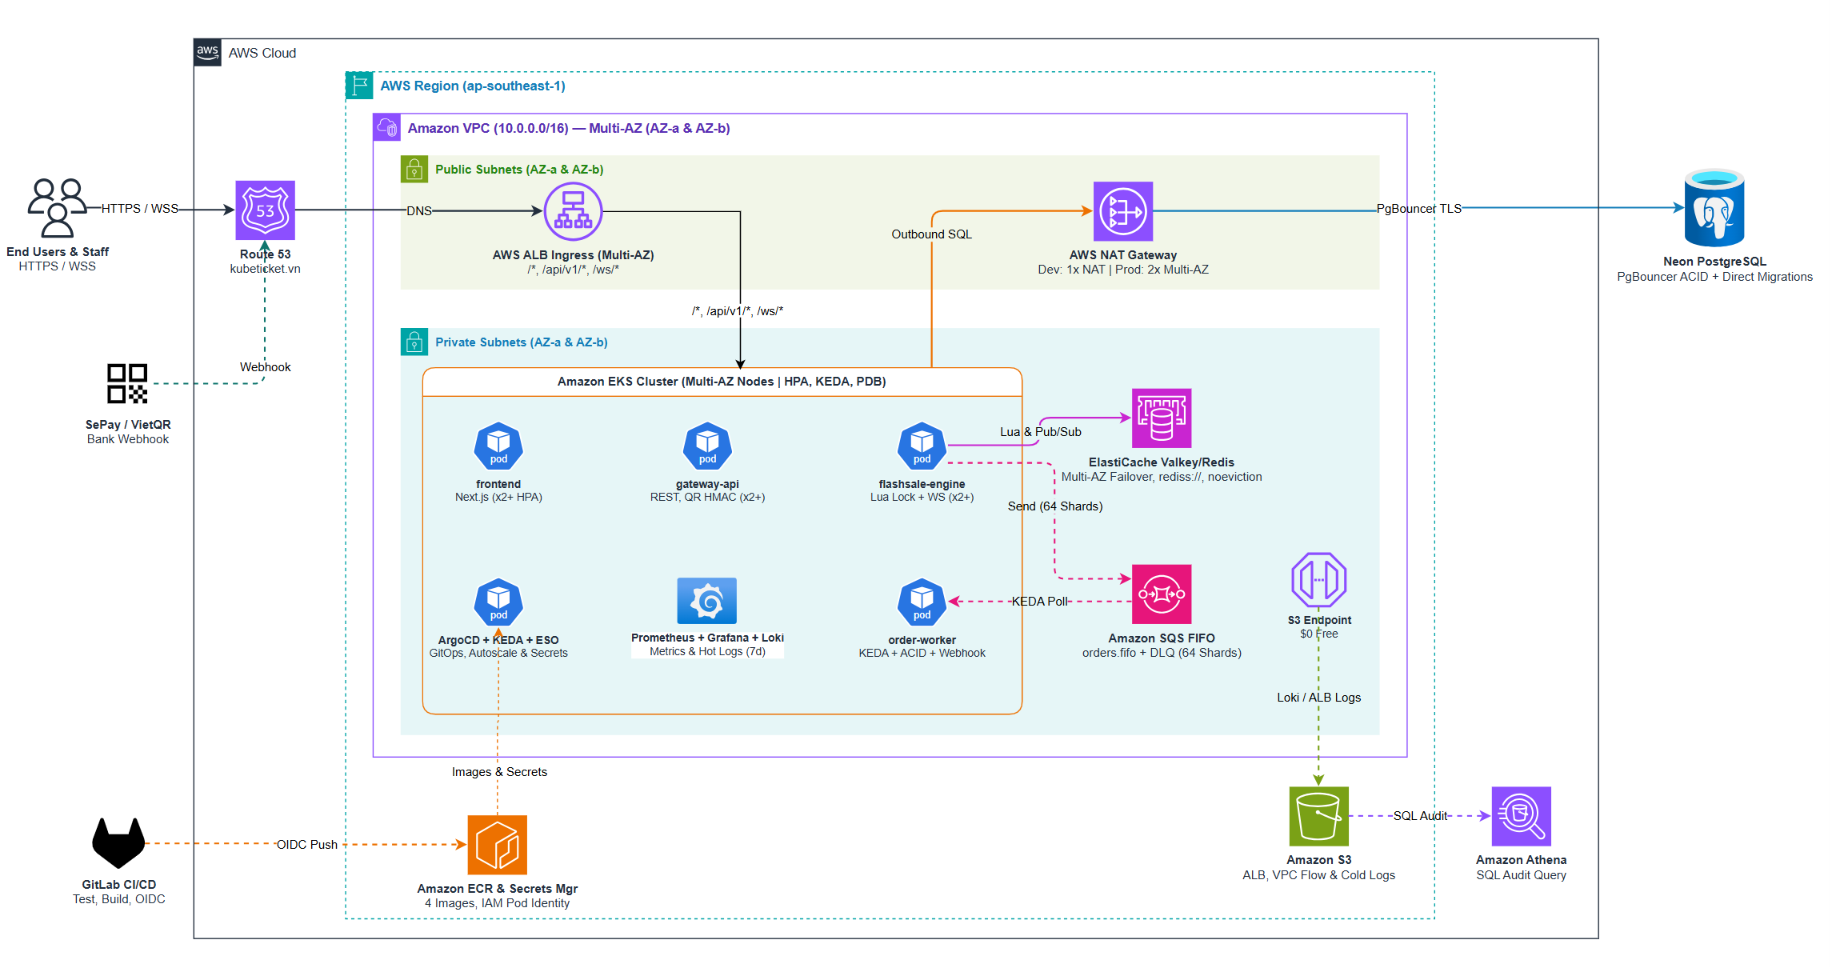 aws
AWS Cloud
AWS Region (ap-southeast-1)
Amazon VPC (10.0.0.0/16) — Multi-AZ (AZ-a & AZ-b)
Public Subnets (AZ-a & AZ-b)
HTTPS / WSS
End Users & Staff
HTTPS / WSS
53
Route 53
kubeticket.vn
DNS
AWS ALB Ingress (Multi-AZ)
/*, /api/v1/*, /ws/*
Outbound SQL
AWS NAT Gateway
Dev: 1x NAT | Prod: 2x Multi-AZ
PgBouncer TLS
Neon PostgreSQL
PgBouncer ACID + Direct Migrations
/*, /api/v1/*, /ws/*
Private Subnets (AZ-a & AZ-b)
Webhook
SePay / VietQR
Bank Webhook
Amazon EKS Cluster (Multi-AZ Nodes | HPA, KEDA, PDB)
pod
frontend
Next.js (x2+ HPA)
pod
gateway-api
REST, QR HMAC (x2+)
pod
flashsale-engine
Lua Lock + WS (x2+)
Lua & Pub/Sub
ElastiCache Valkey/Redis
Multi-AZ Failover, rediss://, noeviction
Send (64 Shards)
pod
ArgoCD + KEDA + ESO
GitOps, Autoscale & Secrets
Prometheus + Grafana + Loki
Metrics & Hot Logs (7d)
pod
order-worker
KEDA + ACID + Webhook
KEDA Poll
Amazon SQS FIFO
orders.fifo + DLQ (64 Shards)
S3 Endpoint
$0 Free
Loki / ALB Logs
Images & Secrets
GitLab CI/CD
Test, Build, OIDC
OIDC Push
Amazon ECR & Secrets Mgr
4 Images, IAM Pod Identity
Amazon S3
ALB, VPC Flow & Cold Logs
SQL Audit
Amazon Athena
SQL Audit Query